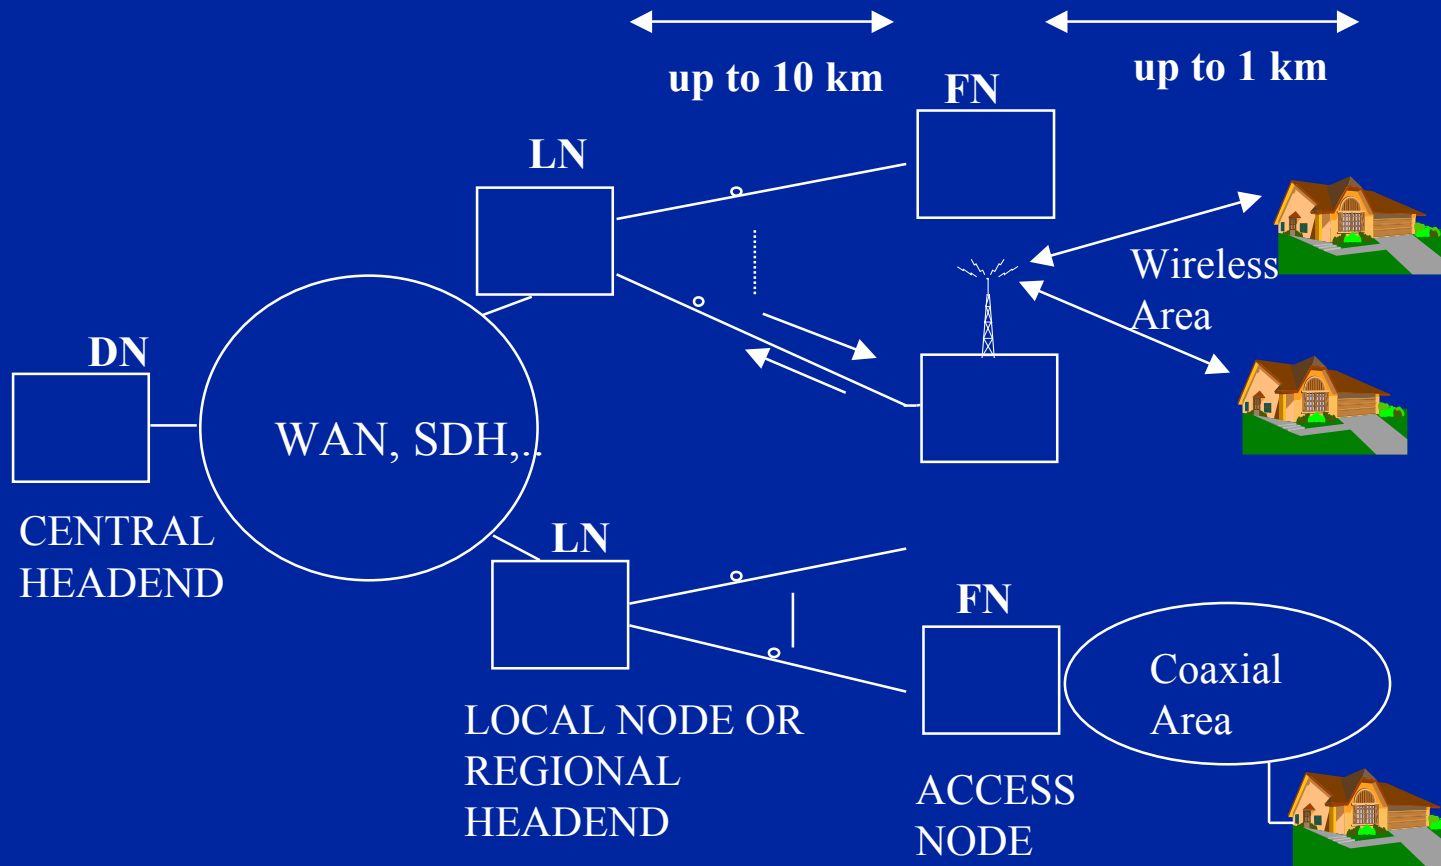 up to 10 km
up to 1 km
FN
LN
Wireless
Area
DN
WAN, SDH,..
CENTRAL
HEADEND
LN
FN
Coaxial
Area
LOCAL NODE OR
REGIONAL
HEADEND
ACCESS
NODE